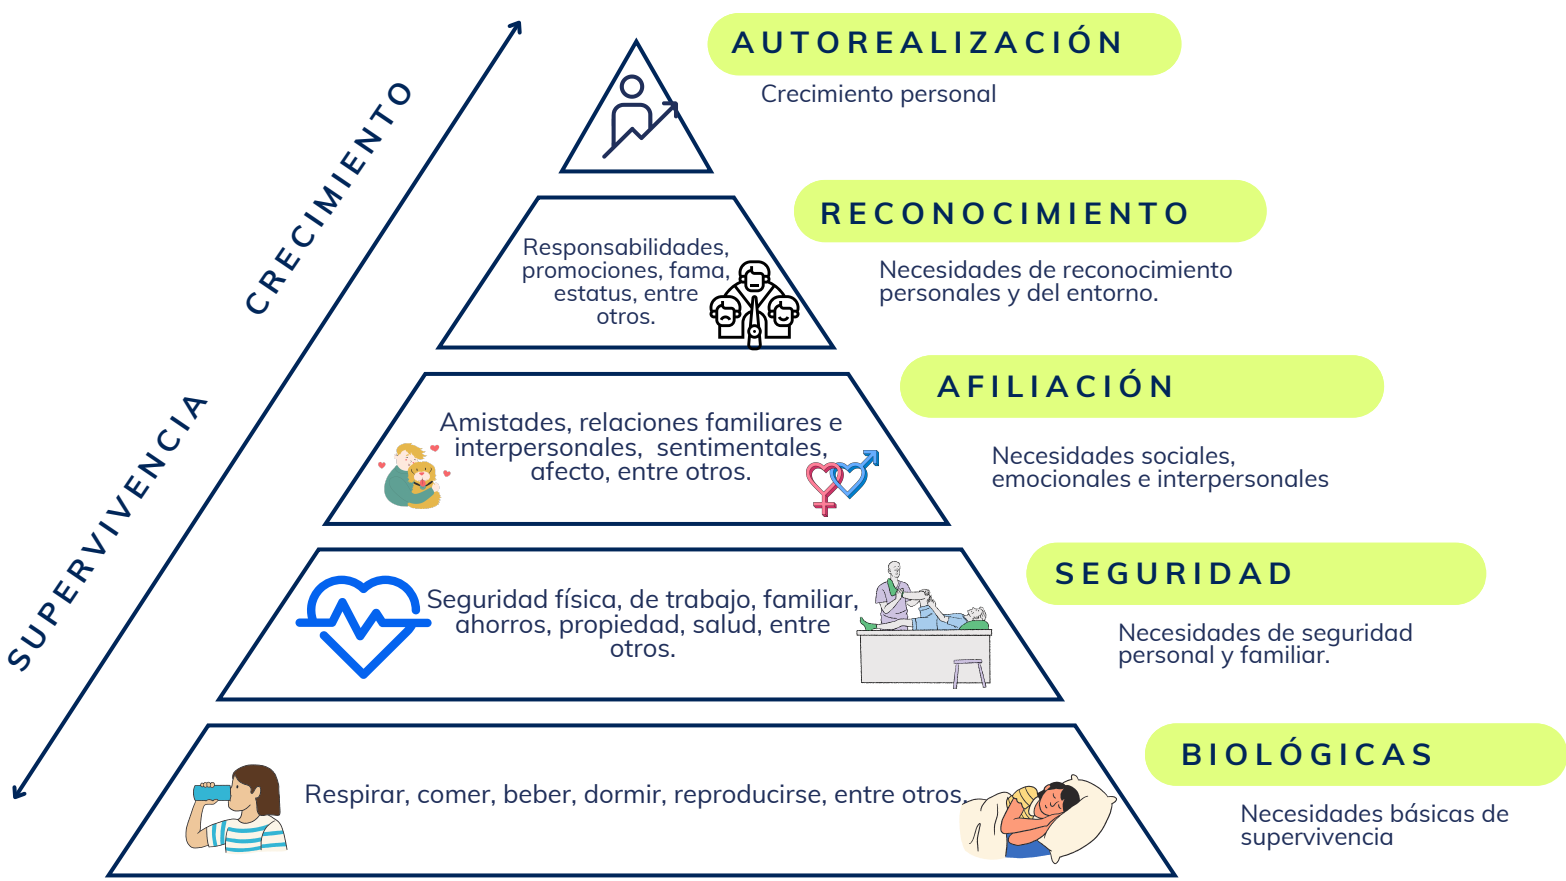 AUTOREALIZACIÓN
Crecimiento personal
CRECIMIENTO
RECONOCIMIENTO
Responsabilidades,
promociones, fama,
estatus, entre
otros.
Necesidades de reconocimiento
personales y del entorno.
AFILIACIÓN
Amistades, relaciones familiares e
interpersonales, sentimentales,
afecto, entre otros.
Necesidades sociales,
emocionales e interpersonales
SUPERVIVENCIA
SEGURIDAD
Seguridad física, de trabajo, familiar,
ahorros, propiedad, salud, entre
otros.
Necesidades de seguridad
personal y familiar.
BIOLÓGICAS
Respirar, comer, beber, dormir, reproducirse, entre otros.
Necesidades básicas de
supervivencia